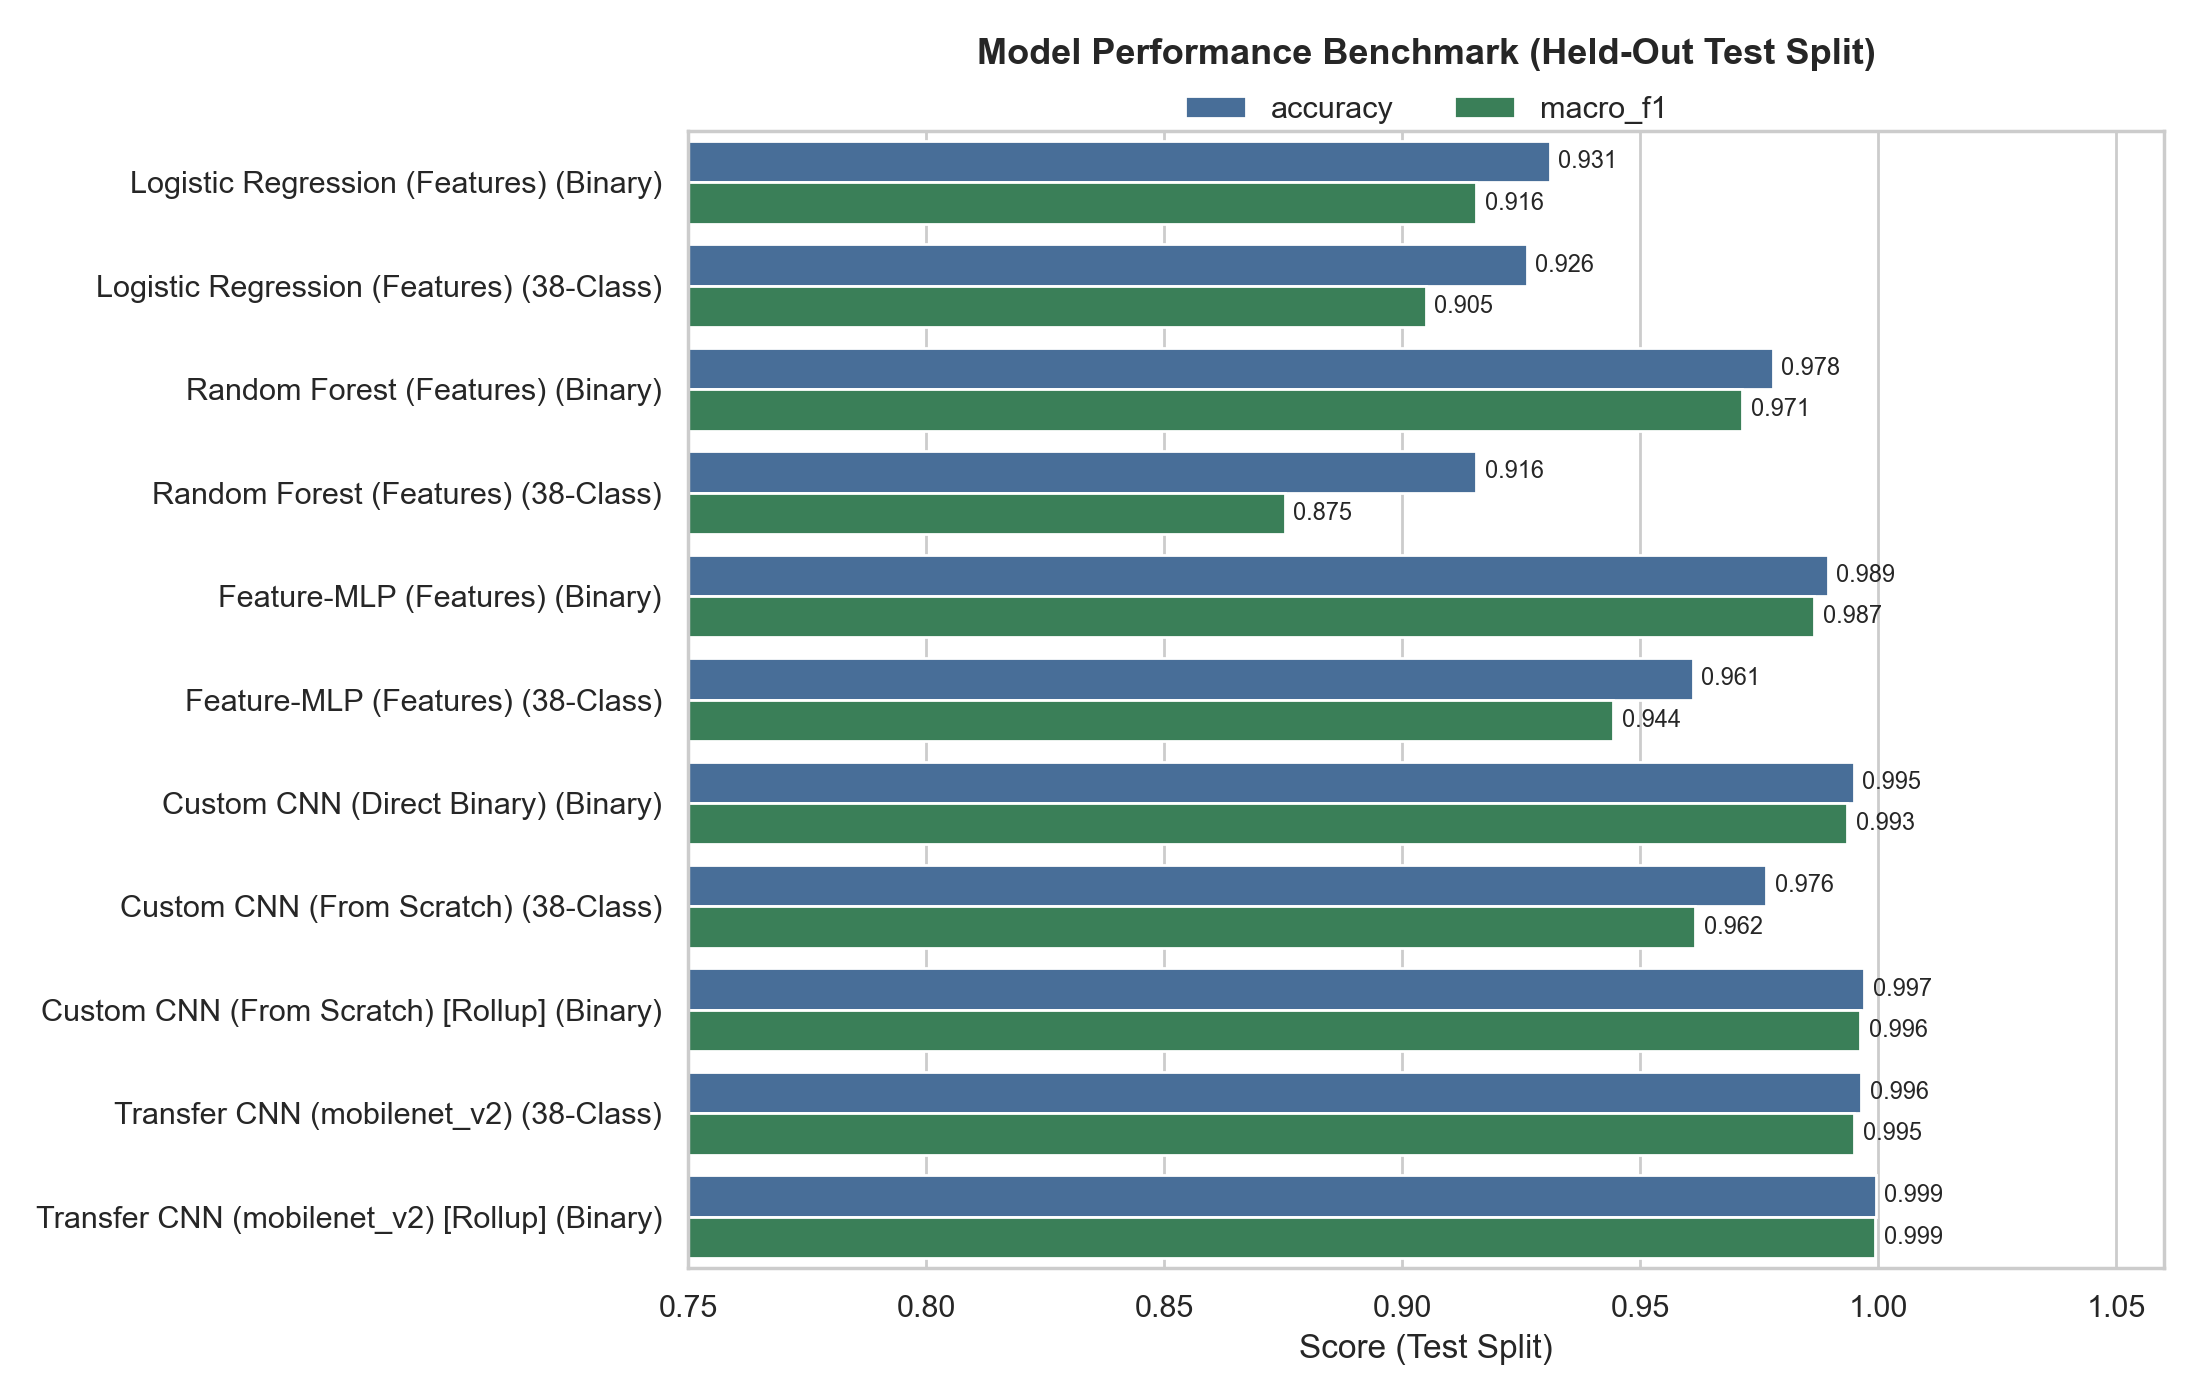 Model Performance Benchmark (Held-Out Test Split)
accuracy macro_f1
Logistic Regression (Features) (Binary) 0.931
0.916
Logistic Regression (Features) (38-Class) 0.926
0.905
Random Forest (Features) (Binary) 0.978
0.971
Random Forest (Features) (38-Class) 0.916
0.875
Feature-MLP (Features) (Binary) 0.989
0.987
Feature-MLP (Features) (38-Class) 0.961
0.944
Custom CNN (Direct Binary) (Binary) 0.995
0.993
Custom CNN (From Scratch) (38-Class) 0.976
0.962
Custom CNN (From Scratch) [Rollup] (Binary) 0.997
0.996
Transfer CNN (mobilenet_v2) (38-Class) 0.996
0.995
Transfer CNN (mobilenet_v2) [Rollup] (Binary) 0.999
0.999
0.75 0.80 0.85 0.90 0.95 1.00 1.05
Score (Test Split)